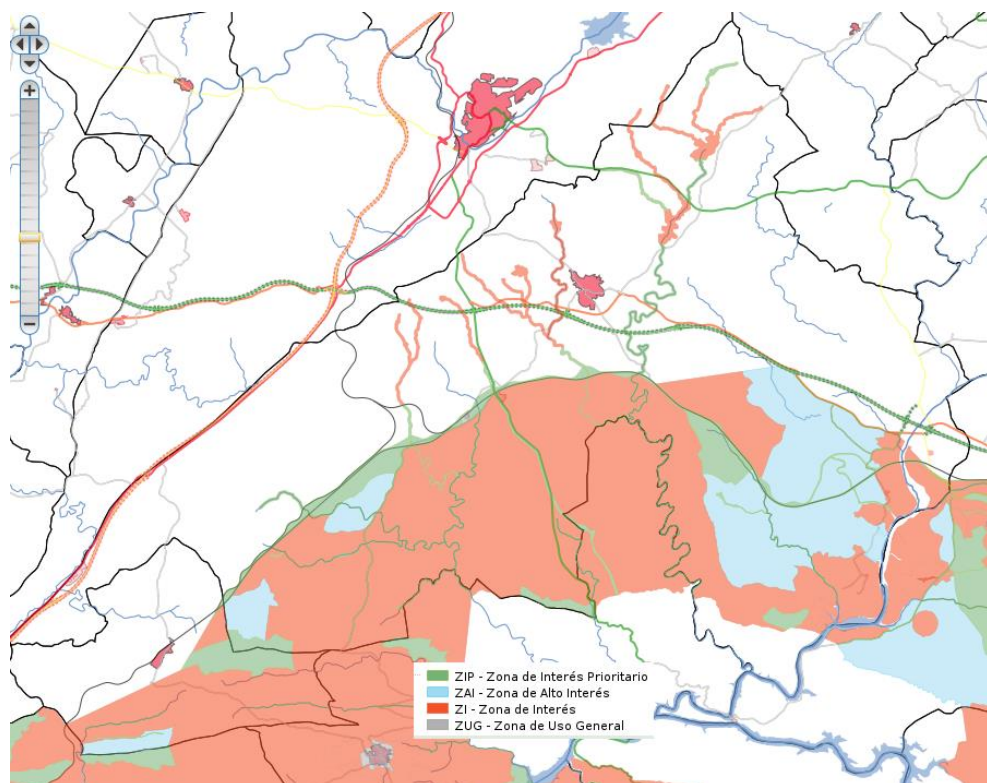 ZIP - Zona de Interés Prioritario
ZAI - Zona de Alto Interés
ZI - Zona de Interés
ZUG - Zona de Uso General